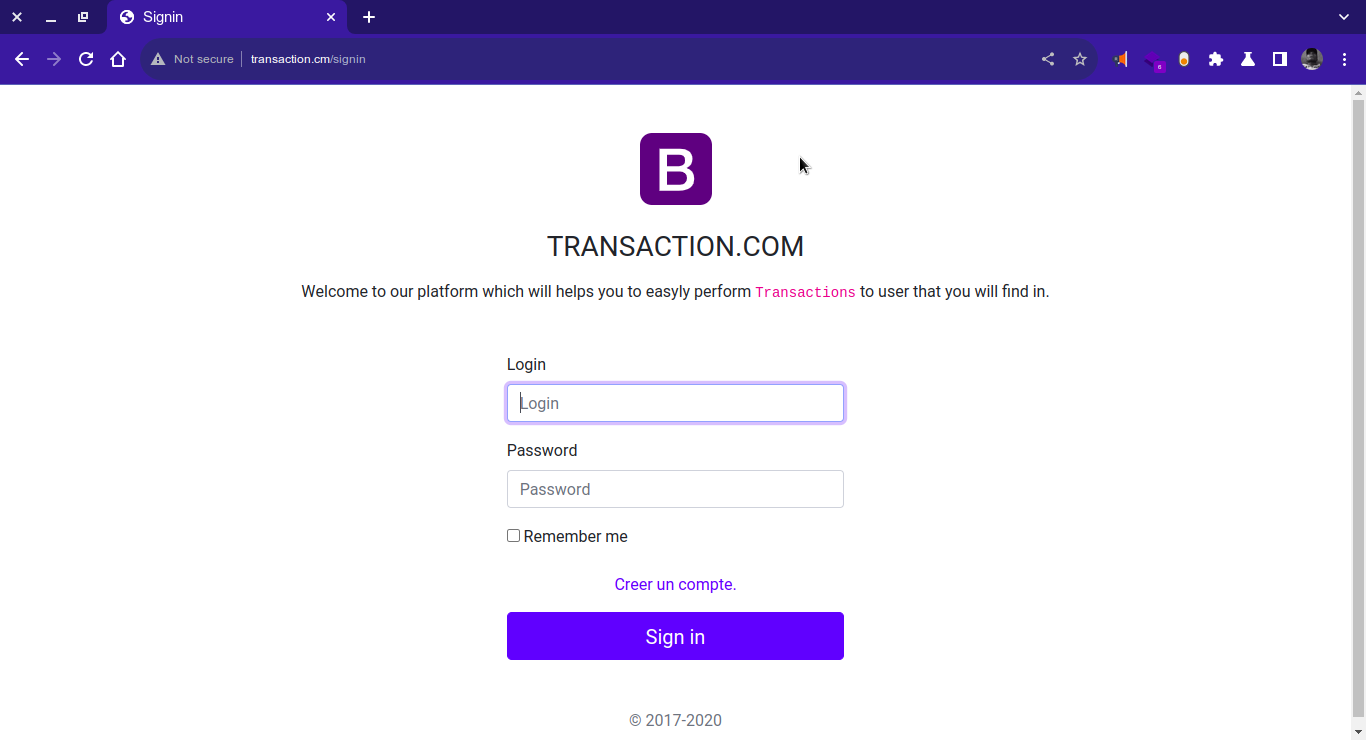 Signin
Not secure
transaction.cm/signin
6
B
TRANSACTION.COM
Welcome to our platform which will helps you to easyly perform Transactions to user that you will find in.
Login
Login
Password
Password
Remember me
Creer un compte.
Sign in
© 2017-2020